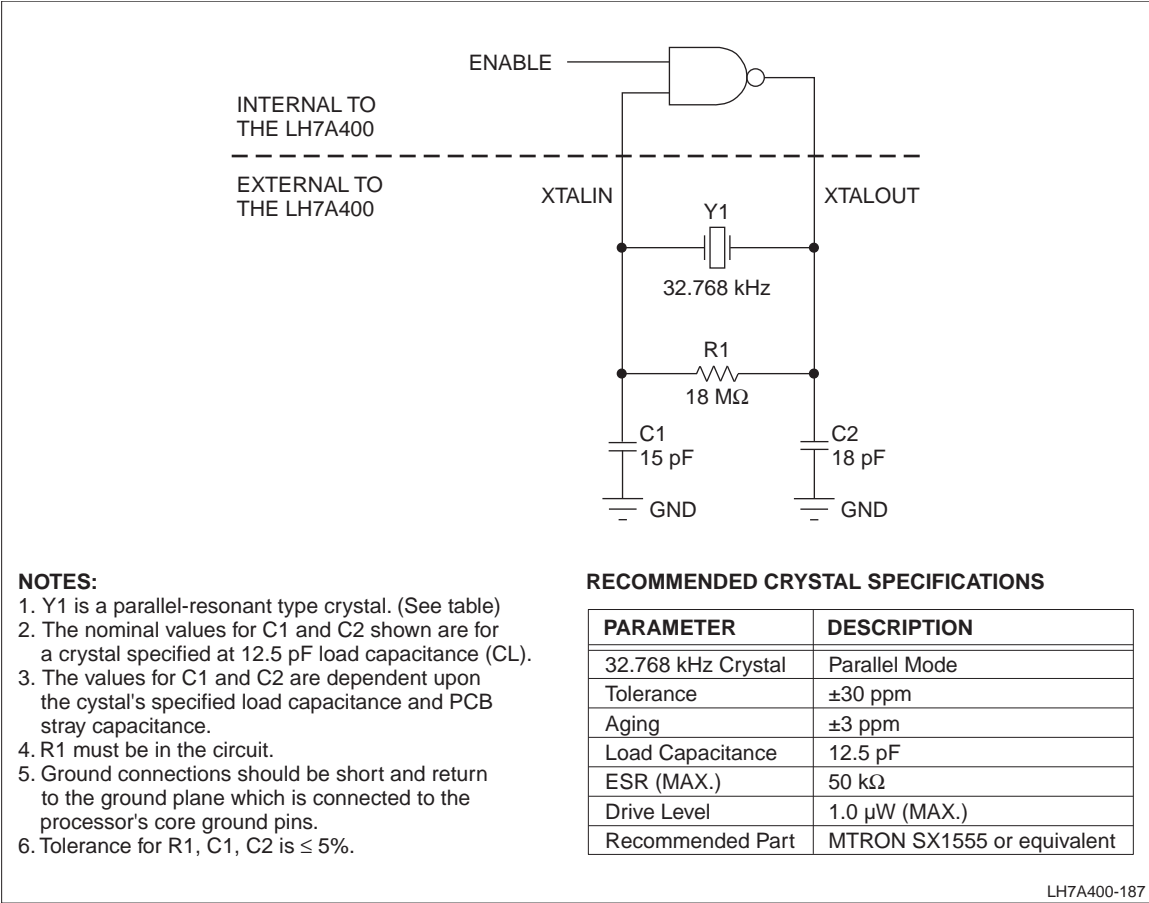 ENABLE
INTERNAL TO
THE LH7A400
EXTERNAL TO
THE LH7A400
XTALIN
XTALOUT
Y1
32.768 kHz
R1
18 MΩ
C1
15 pF
C2
18 pF
GND
GND
NOTES:
1. Y1 is a parallel-resonant type crystal. (See table)
2. The nominal values for C1 and C2 shown are for
a crystal specified at 12.5 pF load capacitance (CL).
3. The values for C1 and C2 are dependent upon
the cystal's specified load capacitance and PCB
stray capacitance.
4. R1 must be in the circuit.
5. Ground connections should be short and return
to the ground plane which is connected to the
processor's core ground pins.
6. Tolerance for R1, C1, C2 is ≤ 5%.
RECOMMENDED CRYSTAL SPECIFICATIONS
PARAMETER DESCRIPTION
32.768 kHz Crystal Parallel Mode
Tolerance ±30 ppm
Aging ±3 ppm
Load Capacitance 12.5 pF
ESR (MAX.) 50 kΩ
Drive Level 1.0 µW (MAX.)
Recommended Part MTRON SX1555 or equivalent
LH7A400-187